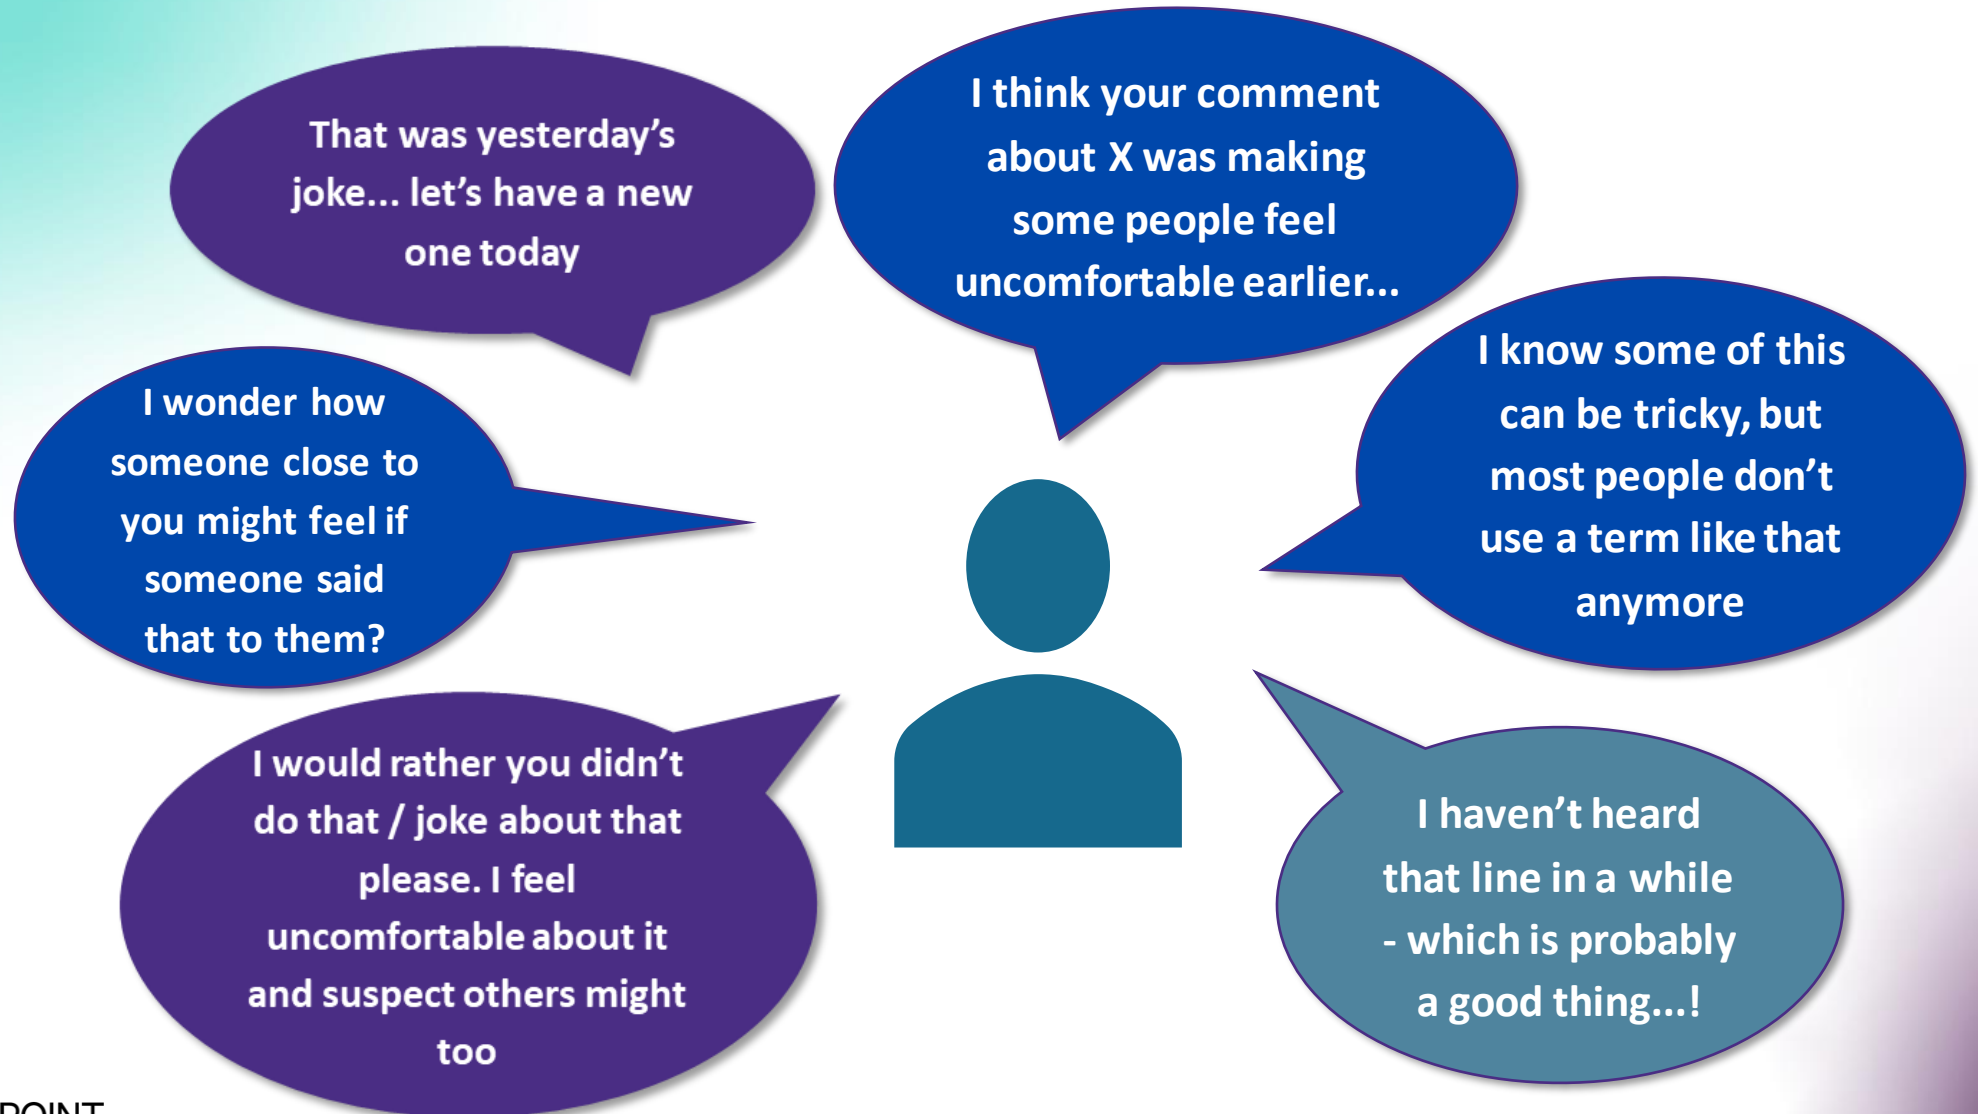 That was yesterday's
joke... let's have a new
one today
I think your comment
about X was making
some people feel
uncomfortable earlier...
I wonder how
someone close to
you might feel if
someone said
that to them?
I know some of this
can be tricky, but
most people don't
use a term like that
anymore
I would rather you didn't
do that / joke about that
please. I feel
uncomfortable about it
and suspect others might
too
I haven't heard
that line in a while
- which is probably
a good thing...!
POINT